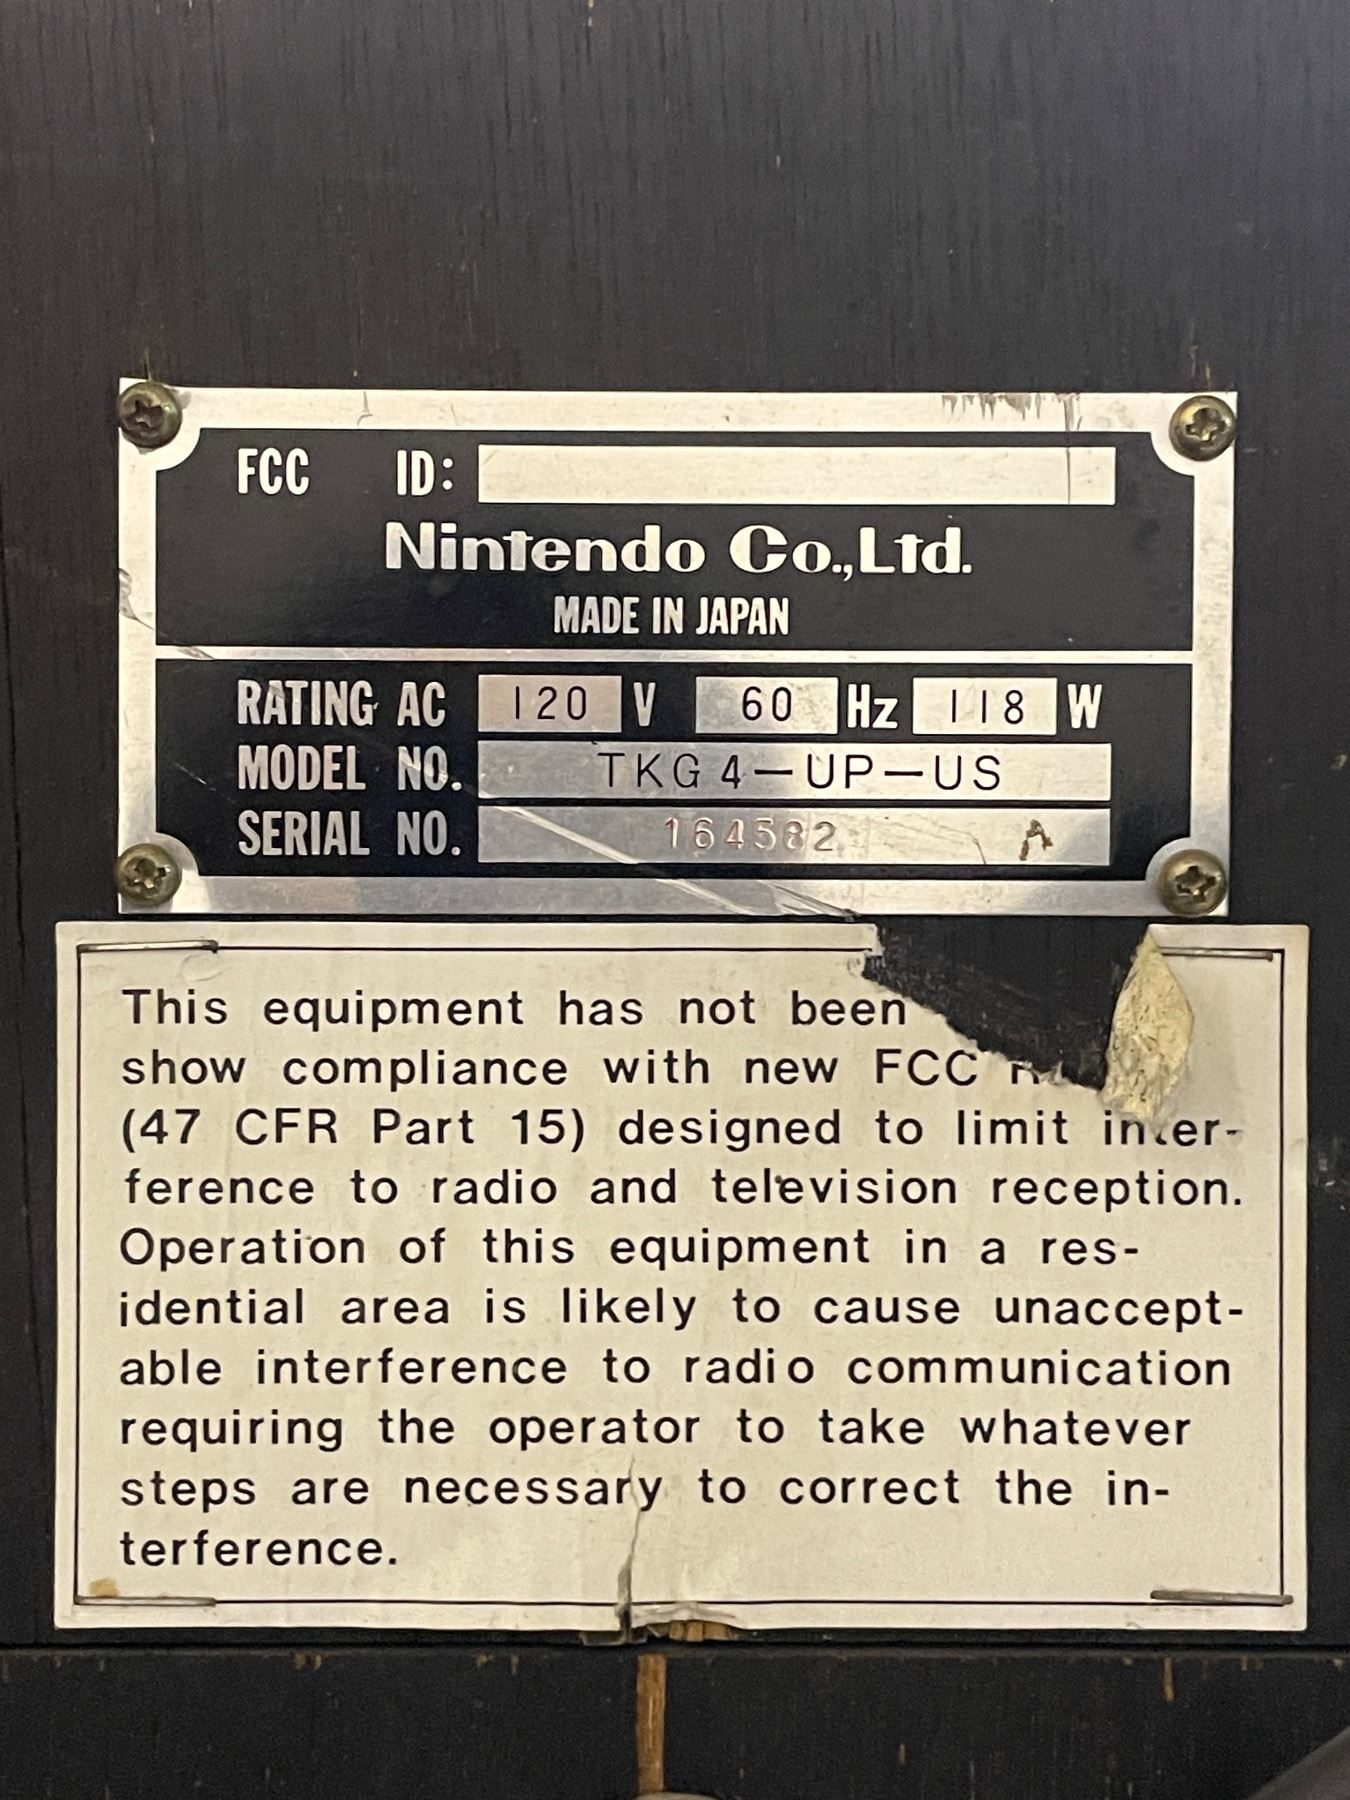 FCC ID:
Nintendo Co.,Ltd.
MADE IN JAPAN
RATING AC 120 V 60 Hz 118 W
MODEL NO. TKG4-UP-US
SERIAL NO. 164582 A
This equipment has not been
show compliance with new FCC
(47 CFR Part 15) designed to limit inter-
ference to radio and television reception.
Operation of this equipment in a res-
idential area is likely to cause unaccept-
able interference to radio communication
requiring the operator to take whatever
steps are necessary to correct the in-
terference.